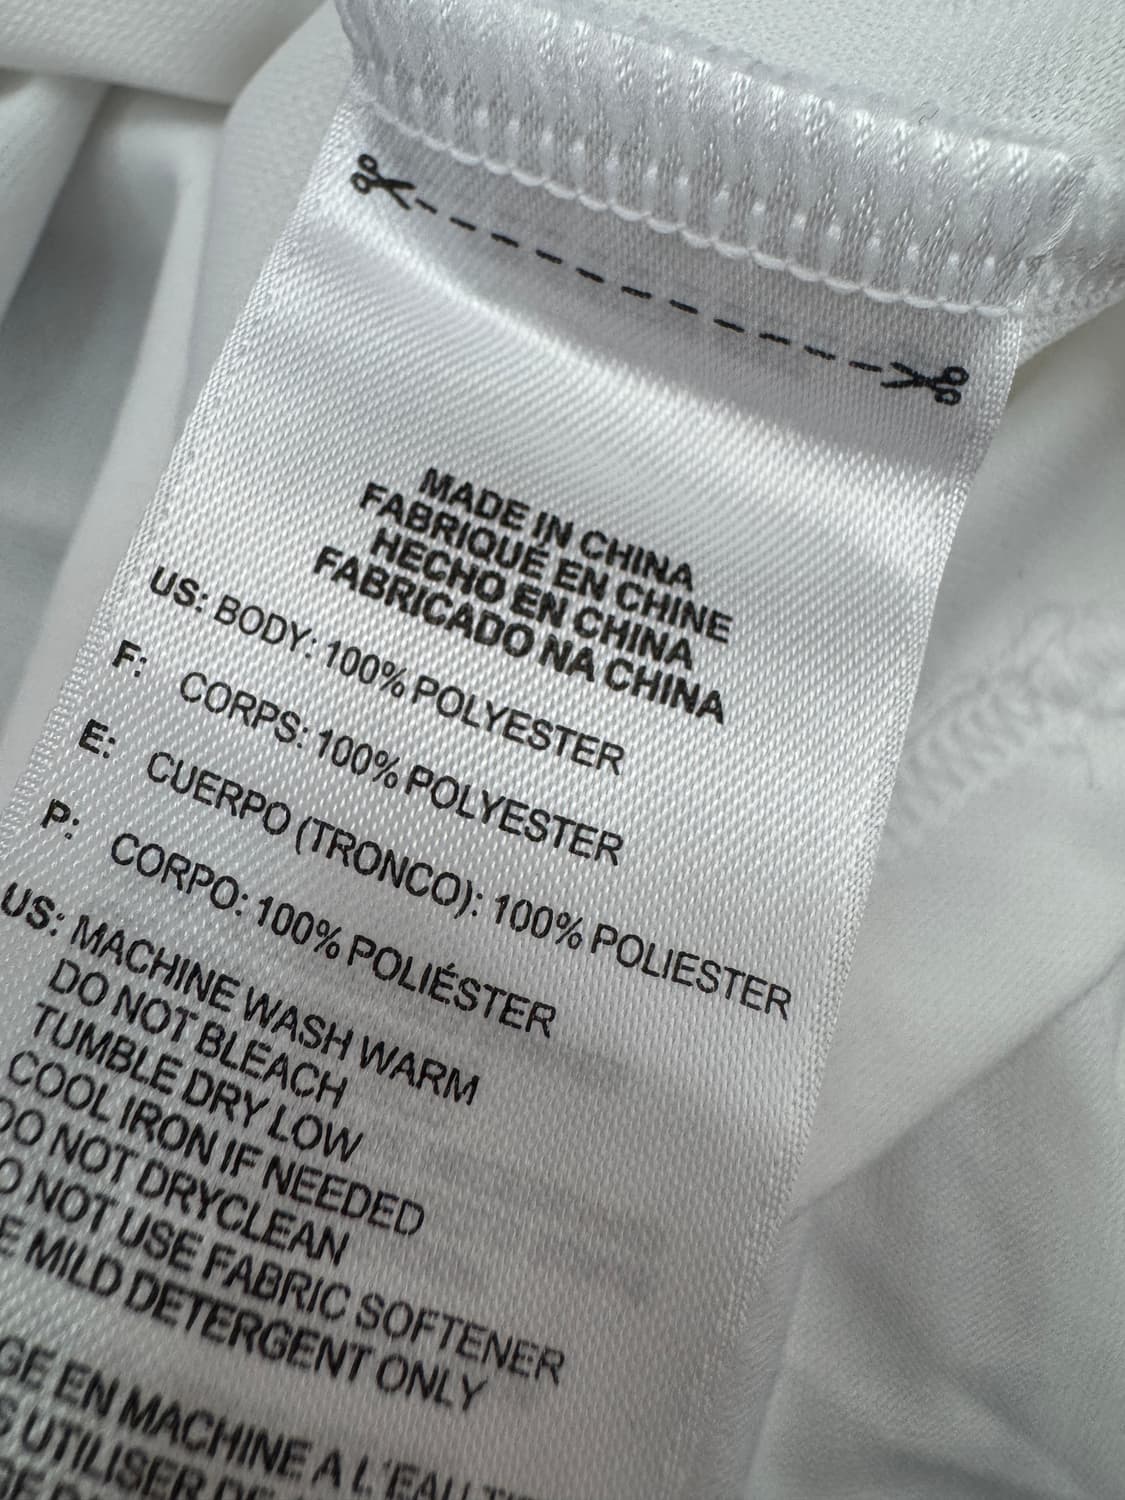 MADE IN CHINA
FABRIQUÉ EN CHINE
HECHO EN CHINA
FABRICADO NA CHINA
US: BODY: 100% POLYESTER
F: CORPS: 100% POLYESTER
E: CUERPO (TRONCO): 100% POLIESTER
P: CORPO: 100% POLIÉSTER
US: MACHINE WASH WARM
DO NOT BLEACH
TUMBLE DRY LOW
COOL IRON IF NEEDED
DO NOT DRYCLEAN
O NOT USE FABRIC SOFTENER
E MILD DETERGENT ONLY
GE EN MACHINE A L'EAU
UTILISER DE